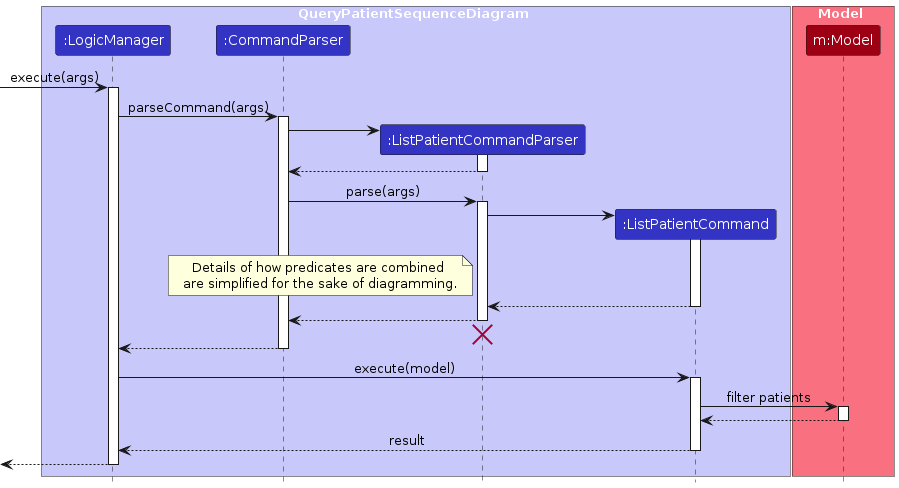 QueryPatientSequenceDiagram
Model
:LogicManager
:CommandParser
m:Model
execute(args)
parseCommand(args)
:ListPatientCommandParser
parse(args)
:ListPatientCommand
Details of how predicates are combined
are simplified for the sake of diagramming.
execute(model)
filter patients
result